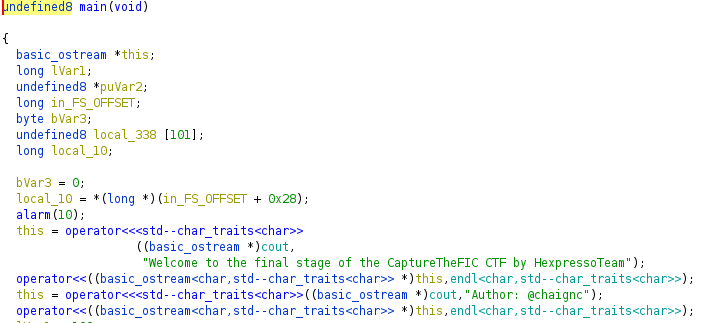 undefined8 main(void)
{
basic_ostream *this;
long lVar1;
undefined8 *puVar2;
long in_FS_OFFSET;
byte bVar3;
undefined8 local_338 [101];
long local_10;
bVar3 = 0;
local_10 = *(long *)(in_FS_OFFSET + 0x28);
alarm(10);
this = operator<<<std--char_traits<char>>
((basic_ostream *)cout,
"Welcome to the final stage of the CaptureTheFIC CTF by HexpressoTeam");
operator<<((basic_ostream<char,std--char_traits<char>> *)this,endl<char,std--char_traits<char>>);
this = operator<<<std--char_traits<char>>((basic_ostream *)cout,"Author: @chaignc");
operator<<((basic_ostream<char,std--char_traits<char>> *)this,endl<char,std--char_traits<char>>);